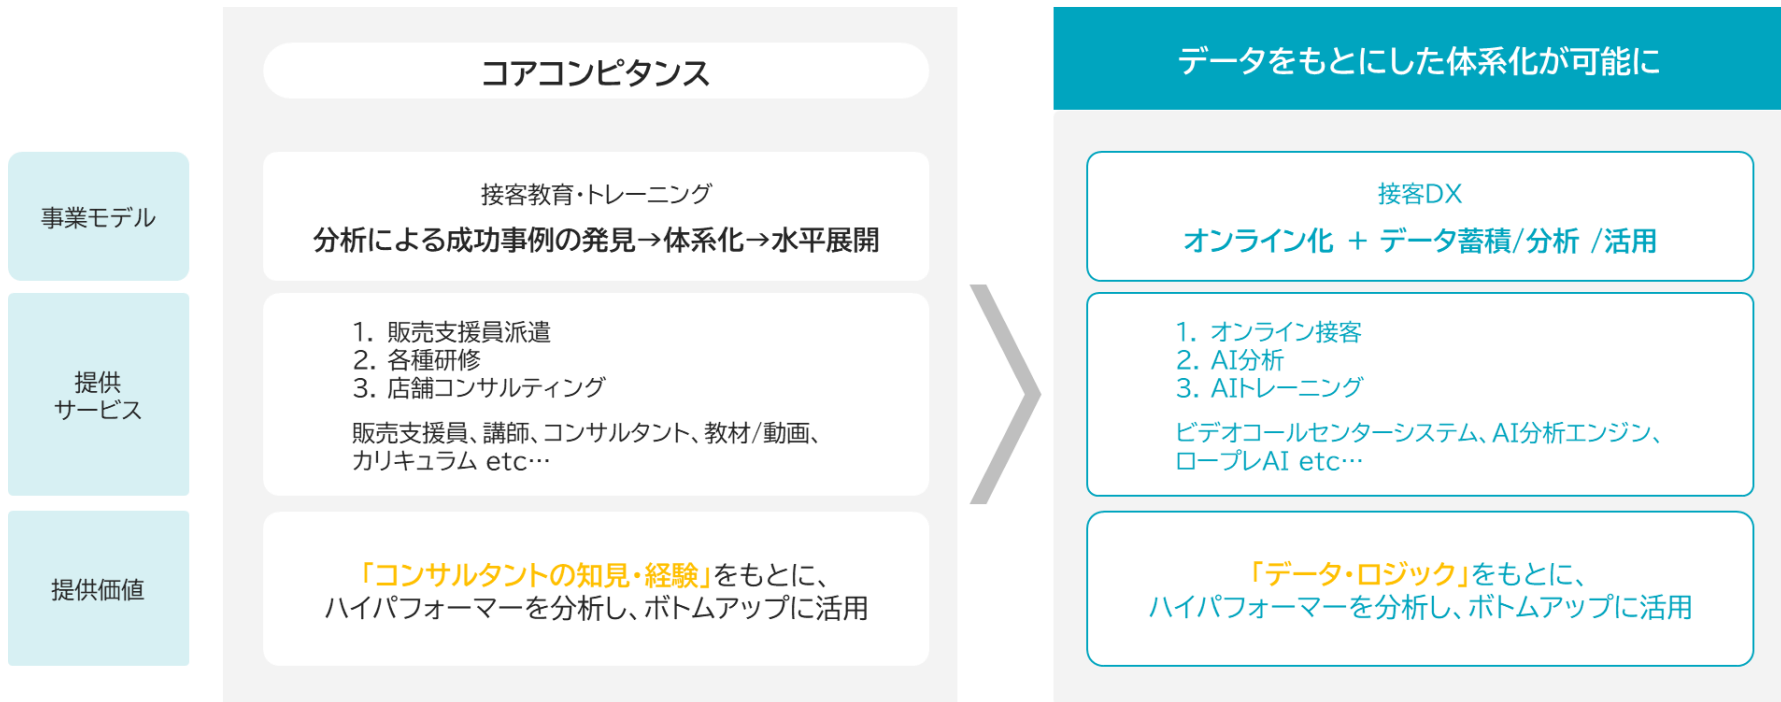 コアコンピタンス
データをもとにした体系化が可能に
事業モデル
接客教育・トレーニング
分析による成功事例の発見→体系化→水平展開
接客DX
オンライン化 + データ蓄積/分析 /活用
提供
サービス
1. 販売支援員派遣
2. 各種研修
3. 店舗コンサルティング
販売支援員、講師、コンサルタント、教材/動画、
カリキュラム etc…
1. オンライン接客
2. AI分析
3. AIトレーニング
ビデオコールセンターシステム、AI分析エンジン、
ロープレAI etc…
提供価値
「コンサルタントの知見・経験」をもとに、
ハイパフォーマーを分析し、ボトムアップに活用
「データ・ロジック」をもとに、
ハイパフォーマーを分析し、ボトムアップに活用